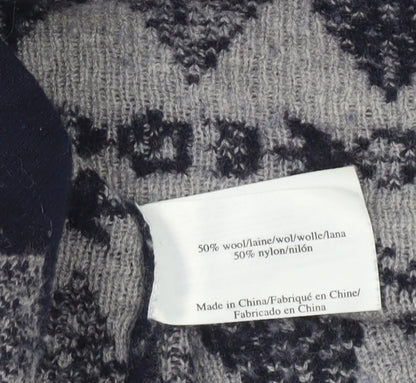 50% wool/laine/wol/wolle/lana
50% nylon/nilón
Made in China/Fabriqué en Chine/
Fabricado en China